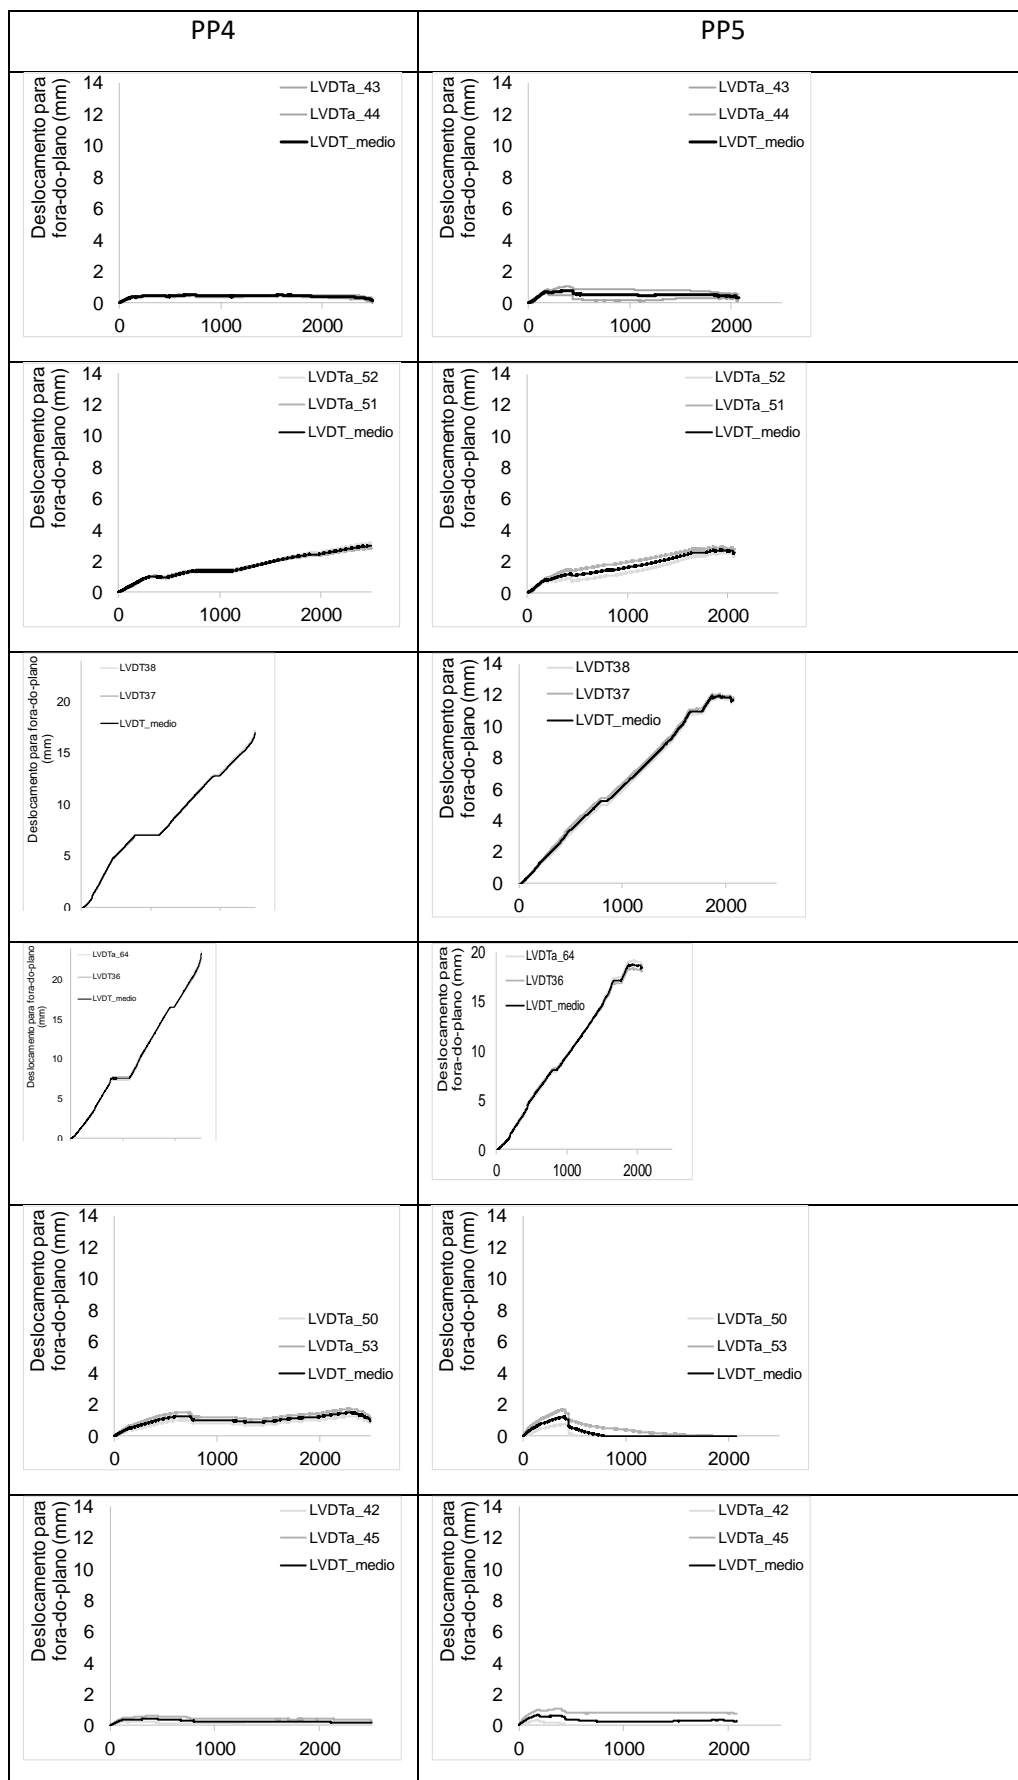 PP4
PP5
Deslocamento para
fora-do-plano (mm)
14
12
10
8
6
4
2
0
0 1000 2000
LVDTa_43
LVDTa_44
LVDT_medio
Deslocamento para
fora-do-plano (mm)
14
12
10
8
6
4
2
0
0 1000 2000
LVDTa_43
LVDTa_44
LVDT_medio
Deslocamento para
fora-do-plano (mm)
14
12
10
8
6
4
2
0
0 1000 2000
LVDTa_52
LVDTa_51
LVDT_medio
Deslocamento para
fora-do-plano (mm)
14
12
10
8
6
4
2
0
0 1000 2000
LVDTa_52
LVDTa_51
LVDT_medio
Deslocamento para fora-do-plano
(mm)
20
15
10
5
0
LVDT38
LVDT37
LVDT_medio
Deslocamento para
fora-do-plano (mm)
14
12
10
8
6
4
2
0
0 1000 2000
LVDT38
LVDT37
LVDT_medio
Deslocamento para fora-do-plano
(mm)
20
15
10
5
0
LVDTa_64
LVDT36
LVDT_medio
Deslocamento para
fora-do-plano (mm)
20
15
10
5
0
0 1000 2000
LVDTa_64
LVDT36
LVDT_medio
Deslocamento para
fora-do-plano (mm)
14
12
10
8
6
4
2
0
0 1000 2000
LVDTa_50
LVDTa_53
LVDT_medio
Deslocamento para
fora-do-plano (mm)
14
12
10
8
6
4
2
0
0 1000 2000
LVDTa_50
LVDTa_53
LVDT_medio
Deslocamento para
fora-do-plano (mm)
14
12
10
8
6
4
2
0
0 1000 2000
LVDTa_42
LVDTa_45
LVDT_medio
Deslocamento para
fora-do-plano (mm)
14
12
10
8
6
4
2
0
0 1000 2000
LVDTa_42
LVDTa_45
LVDT_medio